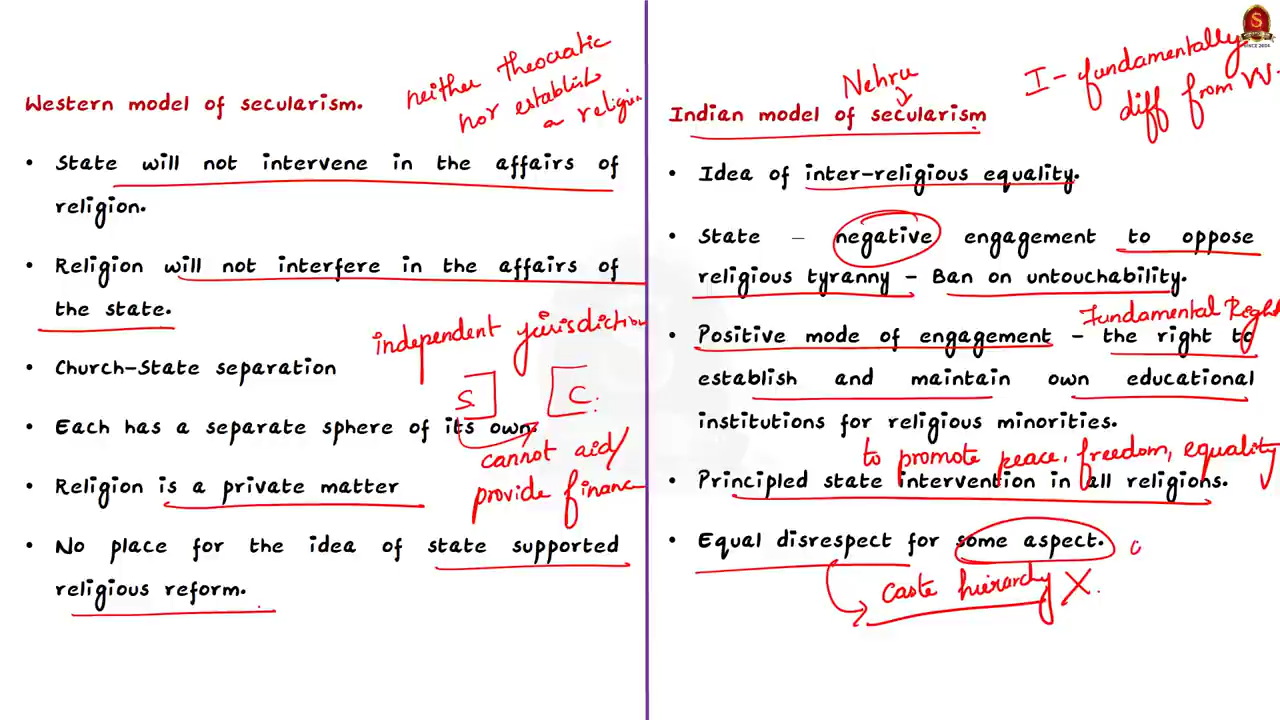 Western model of secularism.
neither theocratic
nor establish
a religion
• State will not intervene in the affairs of
religion.
• Religion will not interfere in the affairs of
the state.
independent jurisdiction
• Church-State separation
S C
• Each has a separate sphere of its own.
cannot aid/
provide financ
• Religion is a private matter
• No place for the idea of state supported
religious reform.
S
SINCE 2004
I - fundamentally
diff from W.
Nehru
Indian model of secularism
• Idea of inter-religious equality.
• State – negative engagement to oppose
religious tyranny – Ban on untouchability.
Fundamental Right
• Positive mode of engagement – the right to
establish and maintain own educational
institutions for religious minorities.
to promote peace, freedom, equality
• Principled state intervention in all religions.
• Equal disrespect for some aspect.
caste hierarchy X.